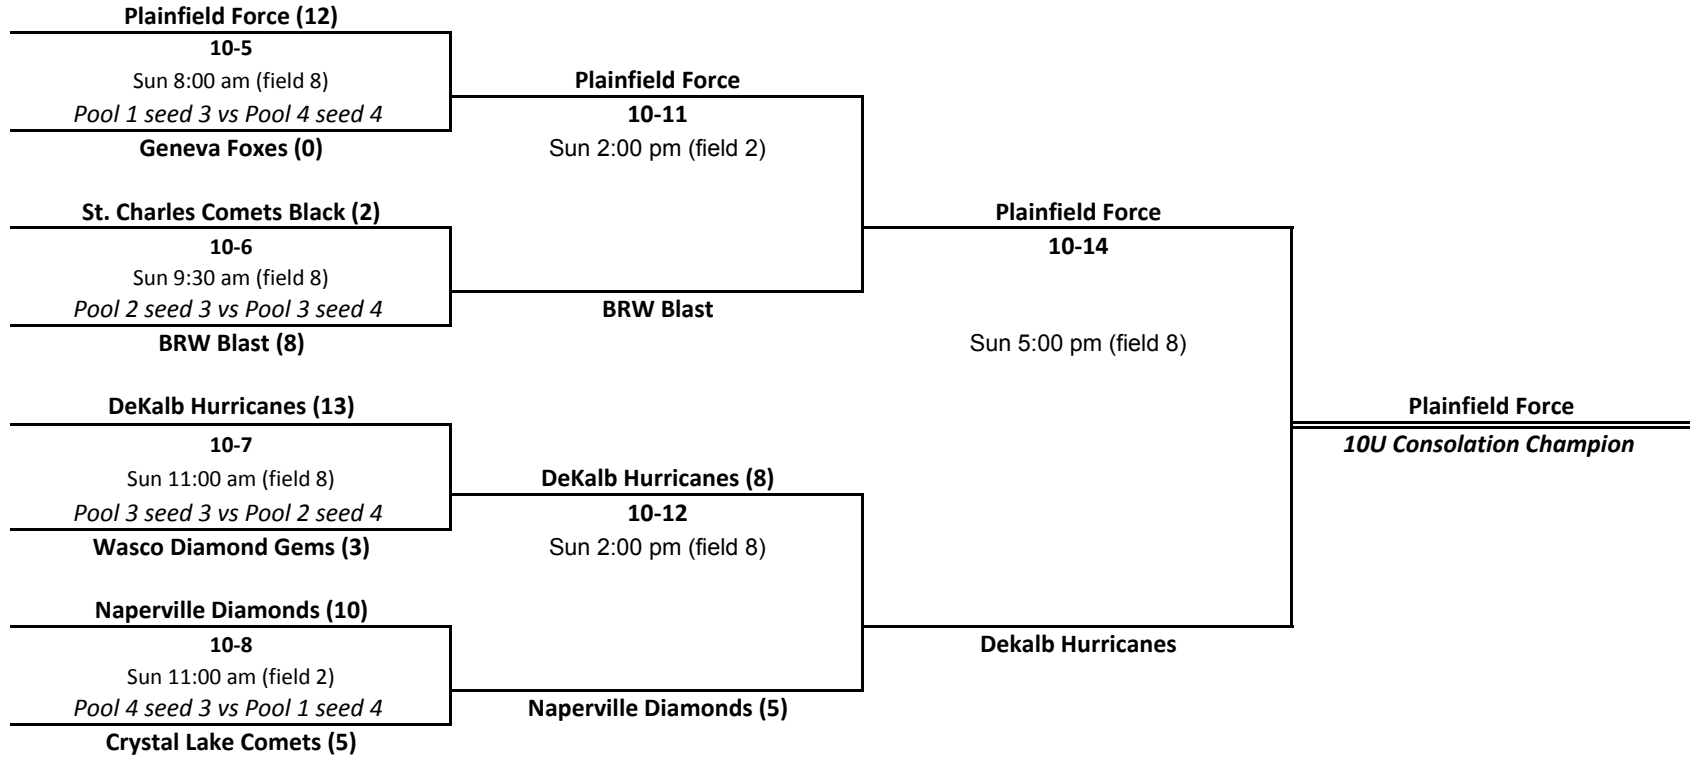 Plainfield Force (12)
10-5
Sun 8:00 am (field 8)
Pool 1 seed 3 vs Pool 4 seed 4
Geneva Foxes (0)
St. Charles Comets Black (2)
10-6
Sun 9:30 am (field 8)
Pool 2 seed 3 vs Pool 3 seed 4
BRW Blast (8)
DeKalb Hurricanes (13)
10-7
Sun 11:00 am (field 8)
Pool 3 seed 3 vs Pool 2 seed 4
Wasco Diamond Gems (3)
Naperville Diamonds (10)
10-8
Sun 11:00 am (field 2)
Pool 4 seed 3 vs Pool 1 seed 4
Crystal Lake Comets (5)
Plainfield Force
10-11
Sun 2:00 pm (field 2)
BRW Blast
DeKalb Hurricanes (8)
10-12
Sun 2:00 pm (field 8)
Naperville Diamonds (5)
Plainfield Force
10-14
Sun 5:00 pm (field 8)
Dekalb Hurricanes
Plainfield Force
10U Consolation Champion